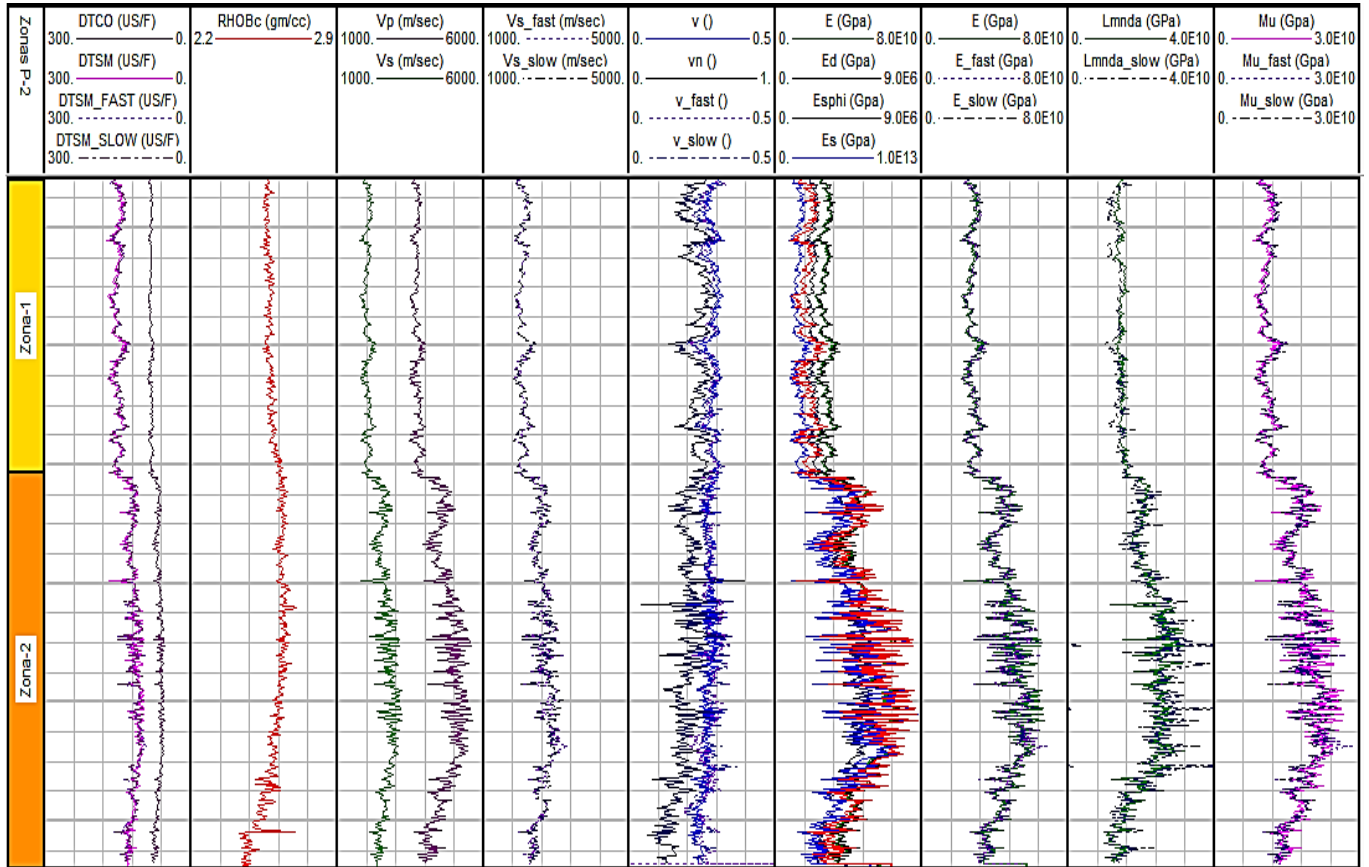 Zonaas-P-2
DTCO (US/F)
300. 0.
DTSM (US/F)
300. 0.
DTSM_FAST (US/F)
300. 0.
DTSM_SLOW (US/F)
300. 0.
RHOBc (gm/cc)
2.2 2.9
Vp (m/sec)
1000. 6000.
Vs (m/sec)
1000. 6000.
Vs_fast (m/sec)
1000. 5000.
Vs_slow (m/sec)
1000. 5000.
v ()
0. 0.5
vn ()
0. 1.
v_fast ()
0. 0.5
v_slow ()
0. 0.5
E (Gpa)
0. 8.0E10
Ed (Gpa)
0. 9.0E6
Esphi (Gpa)
0. 9.0E6
Es (Gpa)
0. 1.0E13
E (Gpa)
0. 8.0E10
E_fast (Gpa)
0. 8.0E10
E_slow (Gpa)
0. 8.0E10
Lmnda (GPa)
0. 4.0E10
Lmnda_slow (GPa)
0. 4.0E10
Mu (Gpa)
0. 3.0E10
Mu_fast (Gpa)
0. 3.0E10
Mu_slow (Gpa)
0. 3.0E10
Zona-1
Zona-2